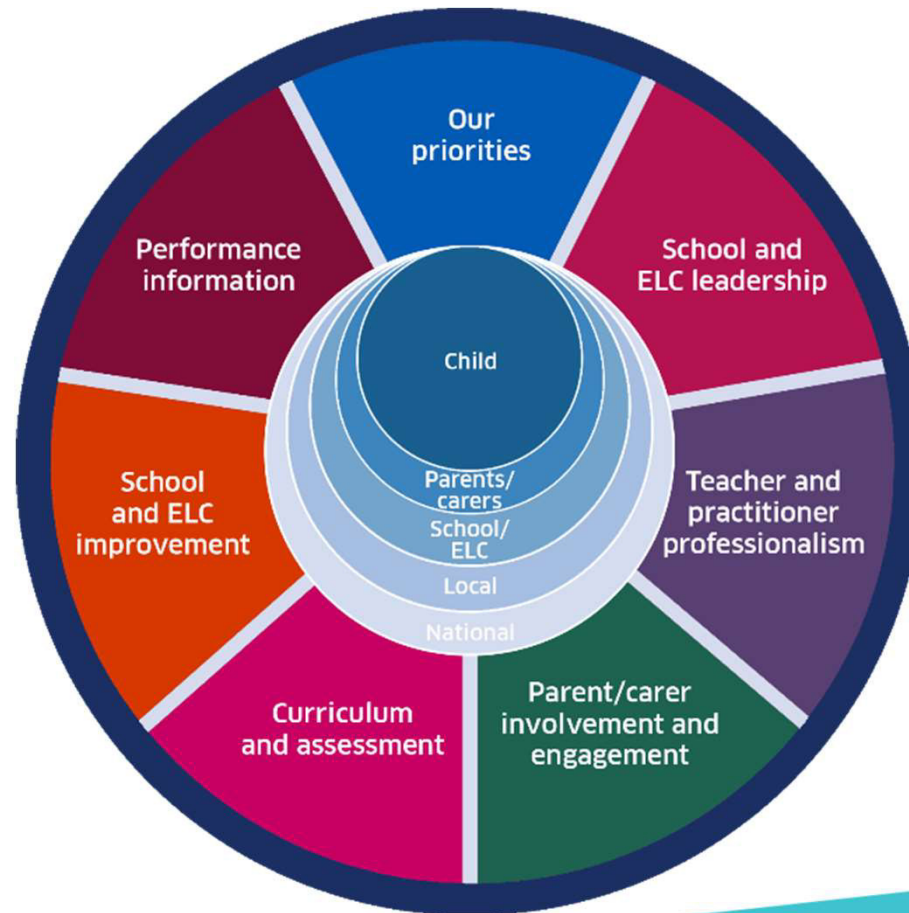 Our
priorities
School and
ELC leadership
Teacher and
practitioner
professionalism
Parent/carer
involvement and
engagement
Curriculum
and assessment
School
and ELC
improvement
Performance
information
Child
Parents/
carers
School/
ELC
Local
National